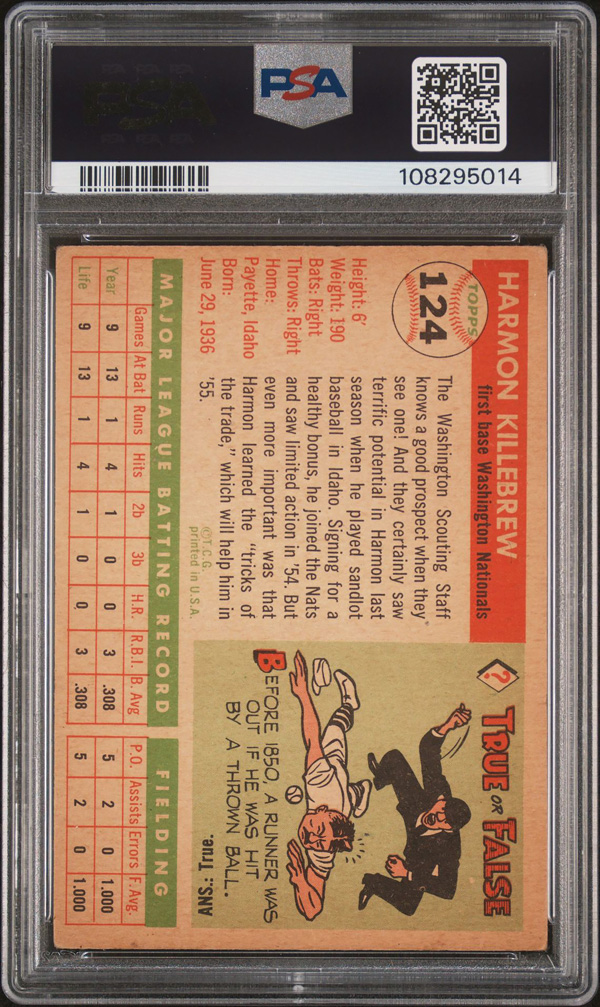 PSA
108295014
TOPPS
124
HARMON KILLEBREW
first base Washington Nationals
Height: 6'
Weight: 190
Bats: Right
Throws: Right
Home:
Payette, Idaho
Born:
June 29, 1936
The Washington Scouting Staff
knows a good prospect when they
see one! And they certainly saw
terrific potential in Harmon last
season when he played sandlot
baseball in Idaho. Signing for a
healthy bonus, he joined the Nats
and saw limited action in '54. But
even more important was that
Harmon learned the "tricks of
the trade," which will help him in
'55.
©T.C.G.
printed in U.S.A.
?
TRUE OR FALSE
BEFORE 1850, A RUNNER WAS
OUT IF HE WAS HIT
BY A THROWN BALL.
ANS.: True.
MAJOR LEAGUE BATTING RECORD
Games At Bat Runs Hits 2b 3b H.R. R.B.I. B. Avg
Year 9 13 1 4 1 0 0 3 .308
Life 9 13 1 4 1 0 0 3 .308
FIELDING
P.O. Assists Errors F. Avg.
5 2 0 1.000
5 2 0 1.000